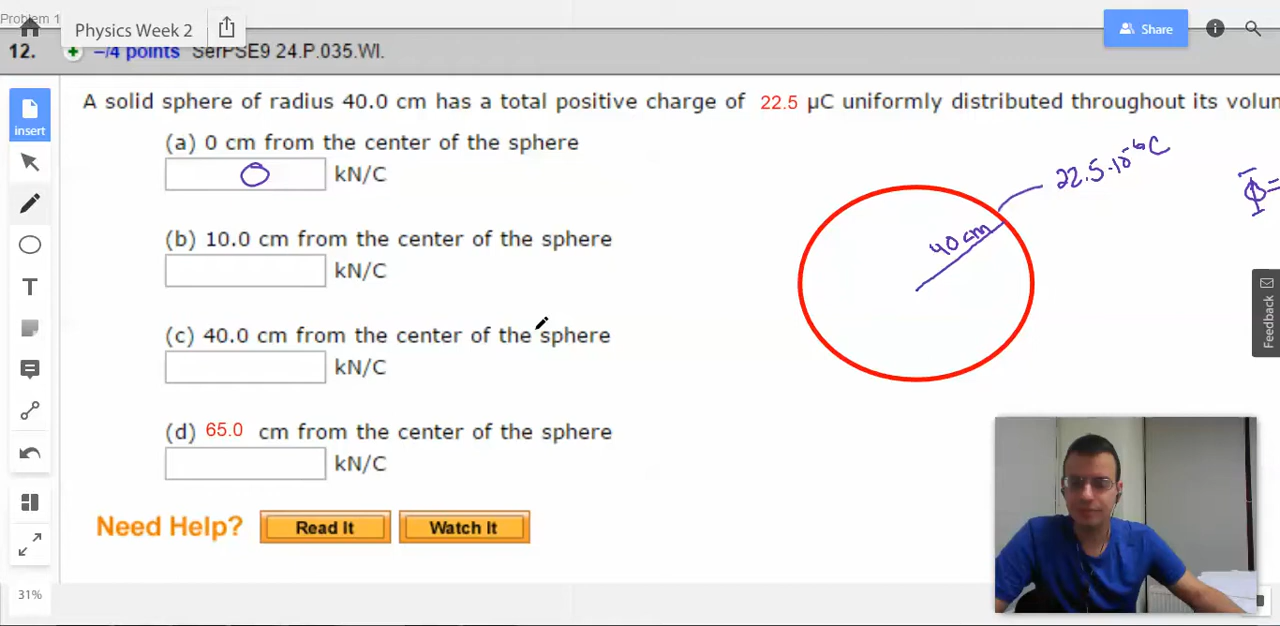 Problem 1
Physics Week 2
Share
12. –/4 points SerPSE9 24.P.035.WI.
insert
A solid sphere of radius 40.0 cm has a total positive charge of 22.5 μC uniformly distributed throughout its volun
(a) 0 cm from the center of the sphere
0 kN/C
22.5·10⁻⁶C
Φ=
(b) 10.0 cm from the center of the sphere
kN/C
40cm
T
(c) 40.0 cm from the center of the sphere
kN/C
Feedback
(d) 65.0 cm from the center of the sphere
kN/C
Need Help? Read It Watch It
31%